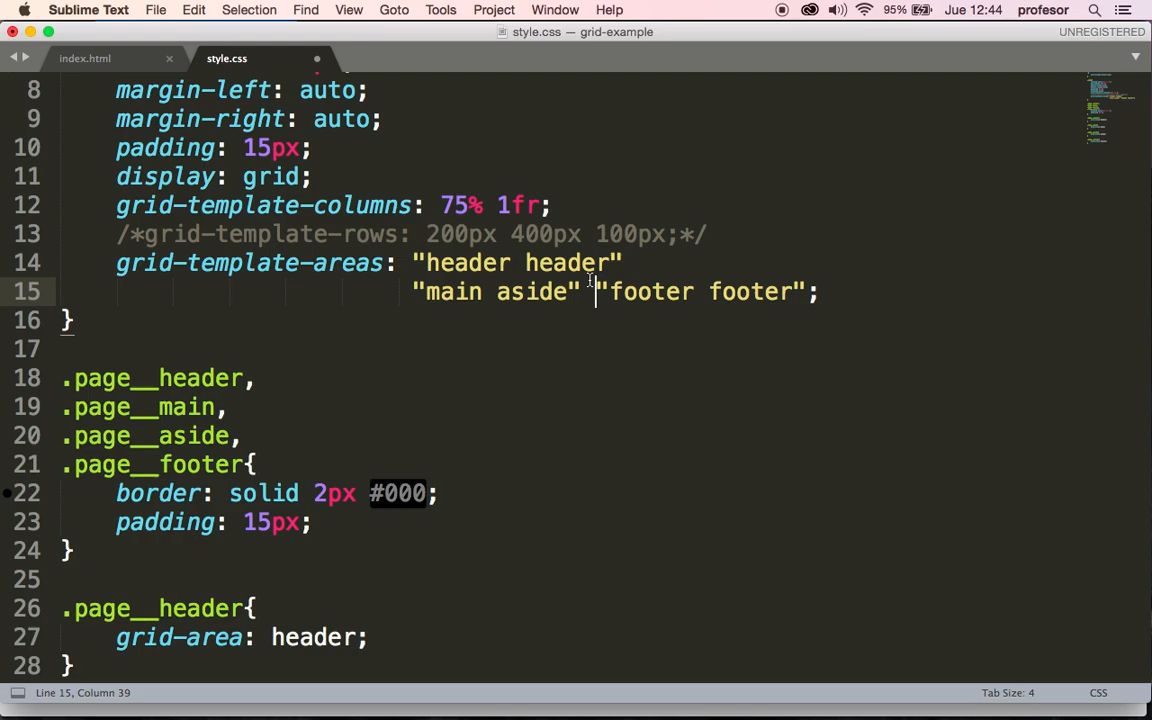 Sublime Text File Edit Selection Find View Goto Tools Project Window Help 95% Jue 12:44 profesor
style.css — grid-example UNREGISTERED
index.html × style.css
8 margin-left: auto;
9 margin-right: auto;
10 padding: 15px;
11 display: grid;
12 grid-template-columns: 75% 1fr;
13 /*grid-template-rows: 200px 400px 100px;*/
14 grid-template-areas: "header header"
15 "main aside" "footer footer";
16 }
17
18 .page__header,
19 .page__main,
20 .page__aside,
21 .page__footer{
22 border: solid 2px #000;
23 padding: 15px;
24 }
25
26 .page__header{
27 grid-area: header;
28 }
Line 15, Column 39 Tab Size: 4 CSS